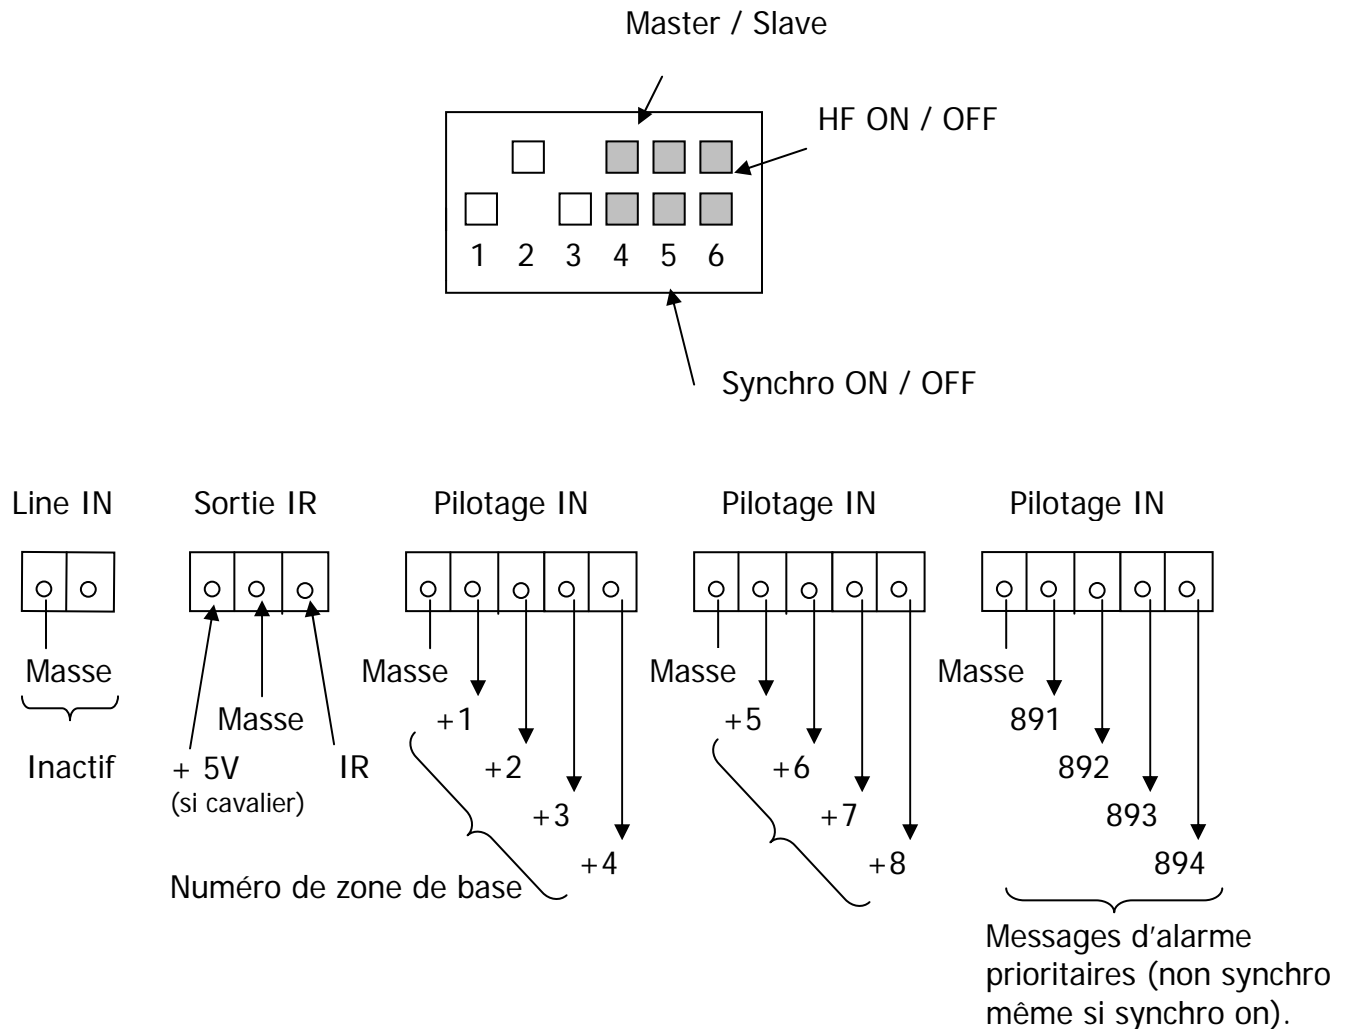 Master / Slave
HF ON / OFF
1 2 3 4 5 6
Synchro ON / OFF
Line IN
Sortie IR
Pilotage IN
Pilotage IN
Pilotage IN
Masse
Inactif
Masse
+ 5V
(si cavalier)
IR
Masse
+1
+2
+3
+4
Numéro de zone de base
Masse
+5
+6
+7
+8
Masse
891
892
893
894
Messages d'alarme
prioritaires (non synchro
même si synchro on).